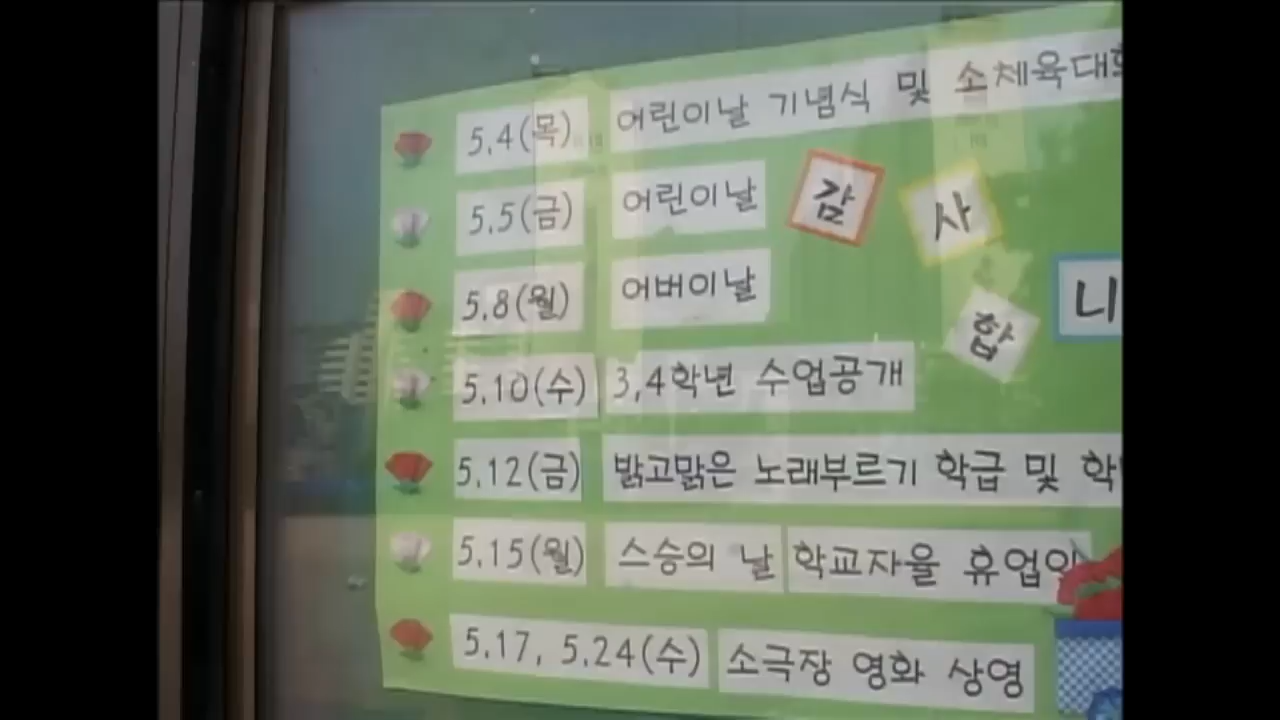 5.4(목) 어린이날 기념식 및 소체육대회
5.5(금) 어린이날
감사합니
5.8(월) 어버이날
5.10(수) 3,4학년 수업공개
5.12(금) 밝고맑은 노래부르기 학급 및 학
5.15(월) 스승의 날 학교자율 휴업일
5.17, 5.24(수) 소극장 영화 상영